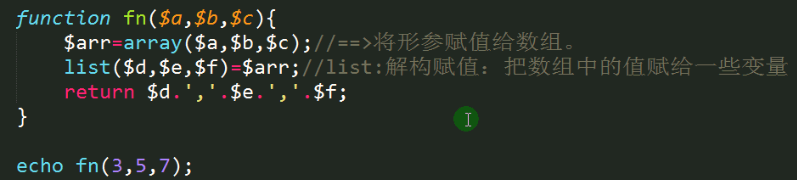 function fn($a,$b,$c){
    $arr=array($a,$b,$c);//==>将形参赋值给数组。
    list($d,$e,$f)=$arr;//list:解构赋值：把数组中的值赋给一些变量
    return $d.','.$e.','.$f;
}
echo fn(3,5,7);